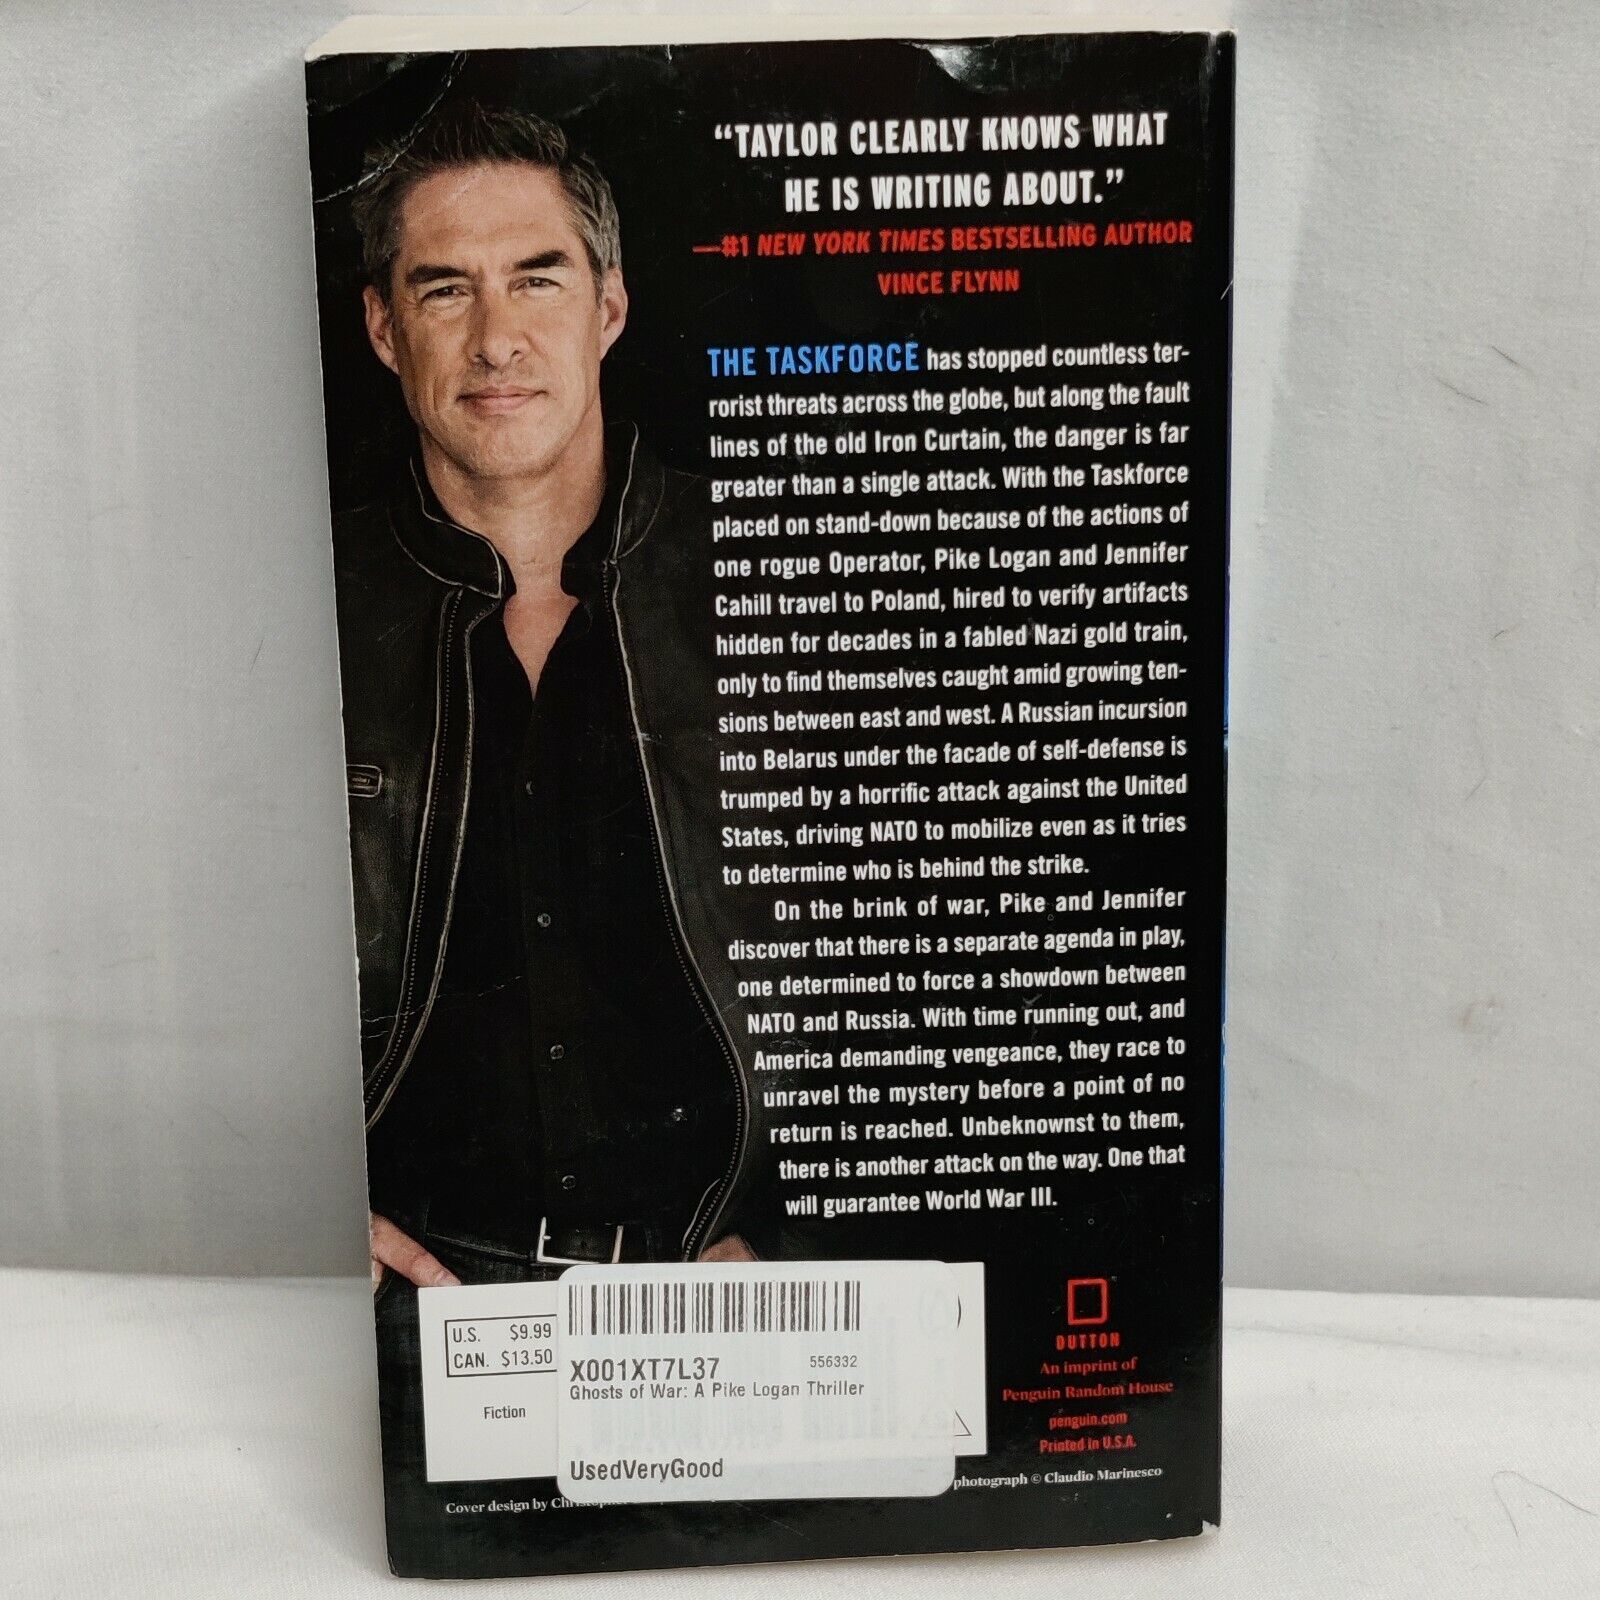 “TAYLOR CLEARLY KNOWS WHAT
HE IS WRITING ABOUT.”
—#1 NEW YORK TIMES BESTSELLING AUTHOR
VINCE FLYNN
THE TASKFORCE has stopped countless ter-
rorist threats across the globe, but along the fault
lines of the old Iron Curtain, the danger is far
greater than a single attack. With the Taskforce
placed on stand-down because of the actions of
one rogue Operator, Pike Logan and Jennifer
Cahill travel to Poland, hired to verify artifacts
hidden for decades in a fabled Nazi gold train,
only to find themselves caught amid growing ten-
sions between east and west. A Russian incursion
into Belarus under the facade of self-defense is
trumped by a horrific attack against the United
States, driving NATO to mobilize even as it tries
to determine who is behind the strike.
On the brink of war, Pike and Jennifer
discover that there is a separate agenda in play,
one determined to force a showdown between
NATO and Russia. With time running out, and
America demanding vengeance, they race to
unravel the mystery before a point of no
return is reached. Unbeknownst to them,
there is another attack on the way. One that
will guarantee World War III.
U.S. $9.99
CAN. $13.50
Fiction
X001XT7L37 556332
Ghosts of War: A Pike Logan Thriller
UsedVeryGood
DUTTON
An imprint of
Penguin Random House
penguin.com
Printed in U.S.A.
Cover design by
photograph © Claudio Marinesco